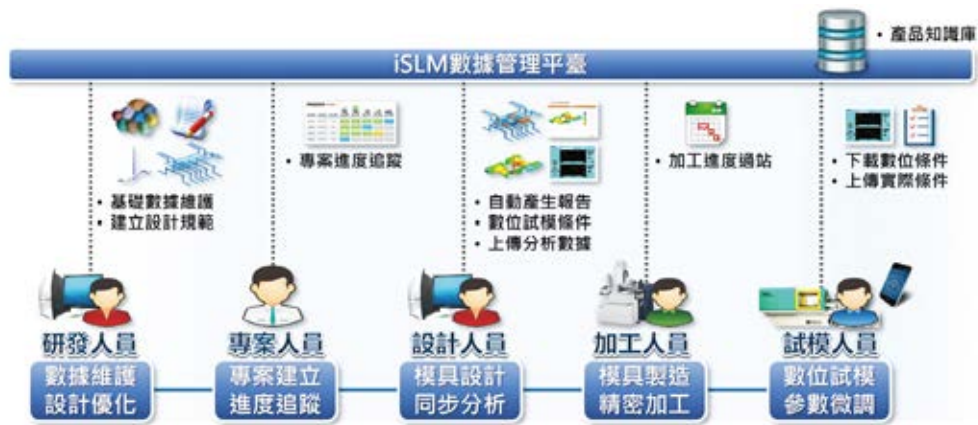 • 產品知識庫
iSLM數據管理平臺
• 基礎數據維護
• 建立設計規範
• 專案進度追蹤
• 自動產生報告
• 數位試模條件
• 上傳分析數據
• 加工進度過站
• 下載數位條件
• 上傳實際條件
研發人員
數據維護
設計優化
專案人員
專案建立
進度追蹤
設計人員
模具設計
同步分析
加工人員
模具製造
精密加工
試模人員
數位試模
參數微調